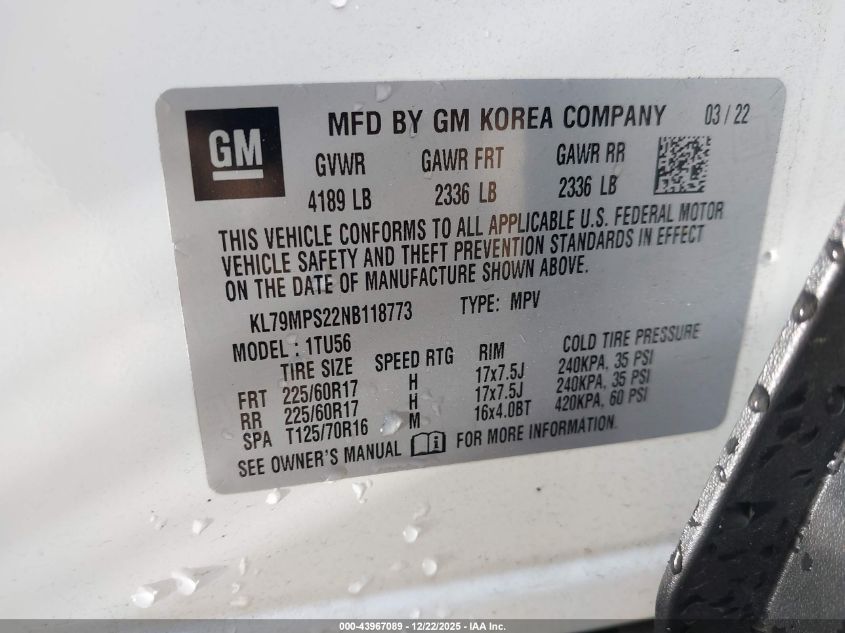 GM
MFD BY GM KOREA COMPANY 03 / 22
GVWR GAWR FRT GAWR RR
4189 LB 2336 LB 2336 LB
THIS VEHICLE CONFORMS TO ALL APPLICABLE U.S. FEDERAL MOTOR
VEHICLE SAFETY AND THEFT PREVENTION STANDARDS IN EFFECT
ON THE DATE OF MANUFACTURE SHOWN ABOVE.
KL79MPS22NB118773 TYPE: MPV
MODEL : 1TU56
TIRE SIZE SPEED RTG RIM COLD TIRE PRESSURE
FRT 225/60R17 H 17x7.5J 240KPA, 35 PSI
RR 225/60R17 H 17x7.5J 240KPA, 35 PSI
SPA T125/70R16 M 16x4.0BT 420KPA, 60 PSI
SEE OWNER'S MANUAL FOR MORE INFORMATION.
000-43967089 - 12/22/2025 - IAA Inc.